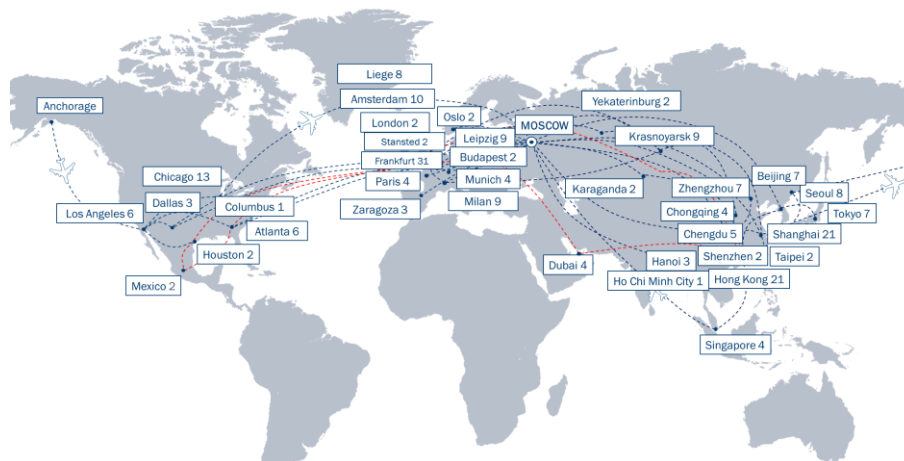 Liege 8
Anchorage
Amsterdam 10
Yekaterinburg 2
London 2
Oslo 2
MOSCOW
Stansted 2
Leipzig 9
Krasnoyarsk 9
Frankfurt 31
Budapest 2
Chicago 13
Paris 4
Munich 4
Karaganda 2
Zhengzhou 7
Beijing 7
Seoul 8
Dallas 3
Columbus 1
Zaragoza 3
Milan 9
Chongqing 4
Tokyo 7
Los Angeles 6
Atlanta 6
Chengdu 5
Shanghai 21
Houston 2
Dubai 4
Hanoi 3
Shenzhen 2
Taipei 2
Mexico 2
Ho Chi Minh City 1
Hong Kong 21
Singapore 4